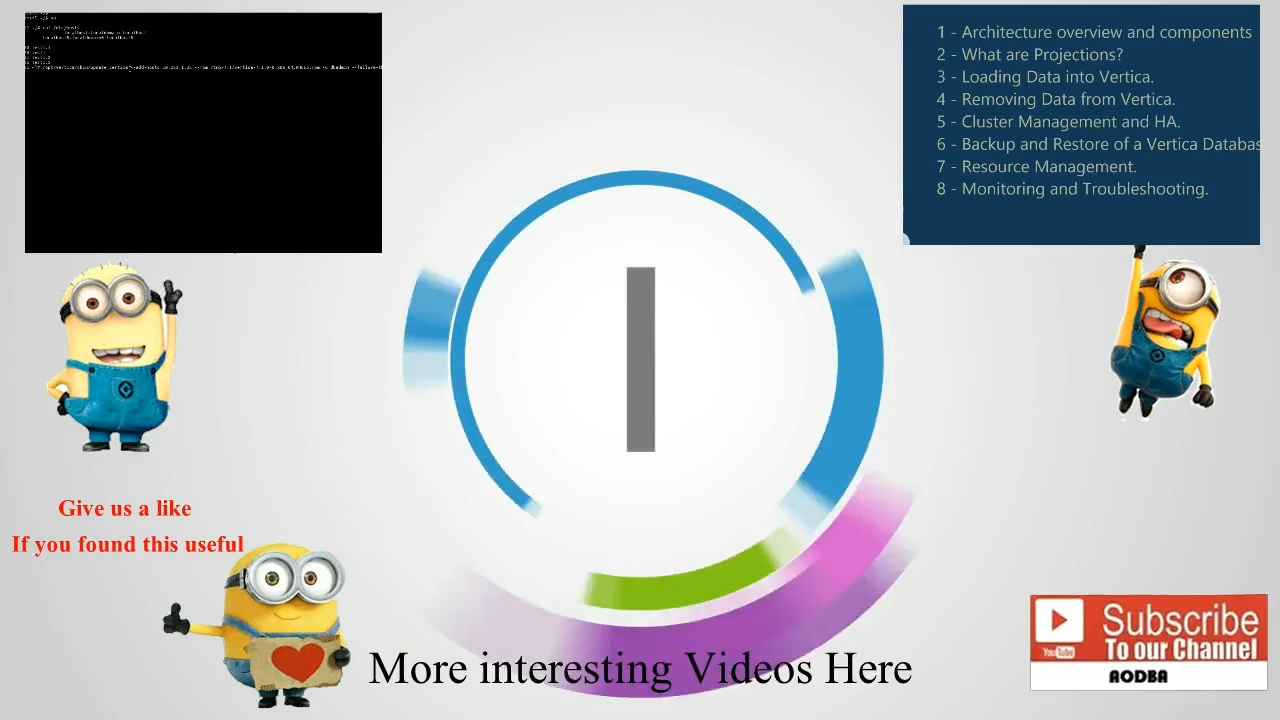 1 - Architecture overview and components
2 - What are Projections?
3 - Loading Data into Vertica.
4 - Removing Data from Vertica.
5 - Cluster Management and HA.
6 - Backup and Restore of a Vertica Databas
7 - Resource Management.
8 - Monitoring and Troubleshooting.
Give us a like
If you found this useful
More interesting Videos Here
Subscribe
YouTube
To our Channel
AODBA